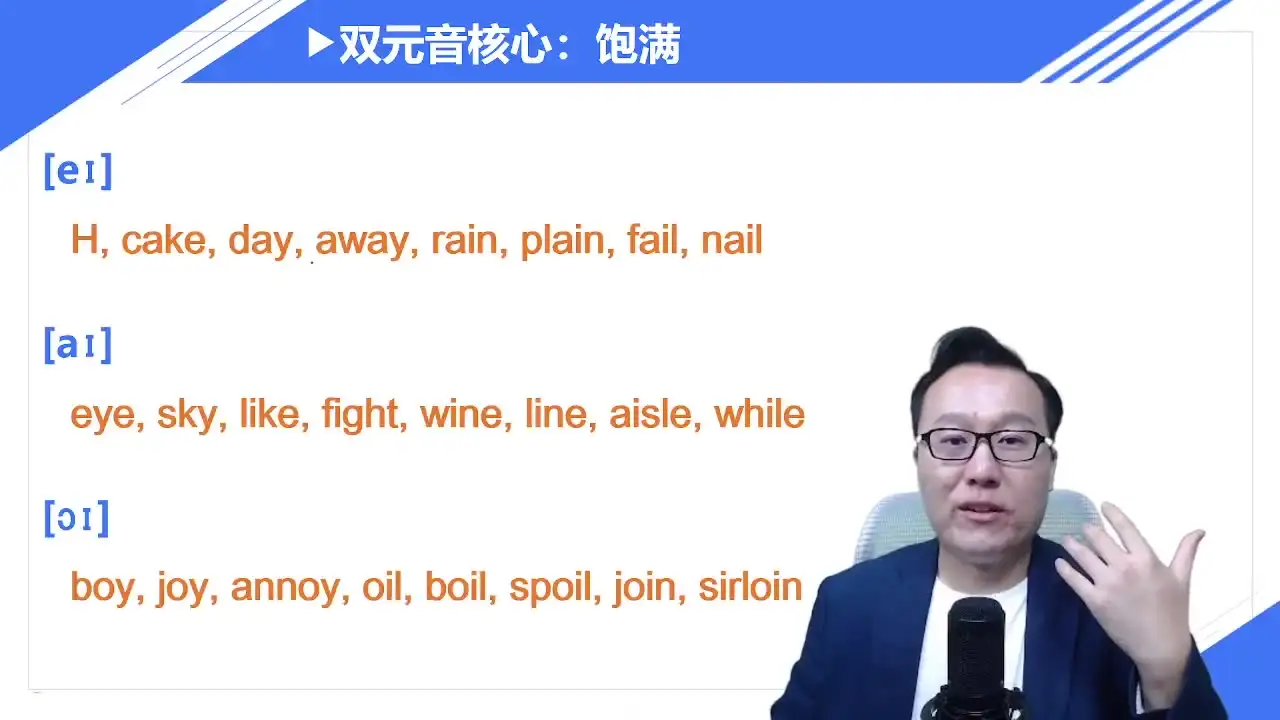 ▶双元音核心：饱满
[eɪ]
H, cake, day, away, rain, plain, fail, nail
[aɪ]
eye, sky, like, fight, wine, line, aisle, while
[ɔɪ]
boy, joy, annoy, oil, boil, spoil, join, sirloin